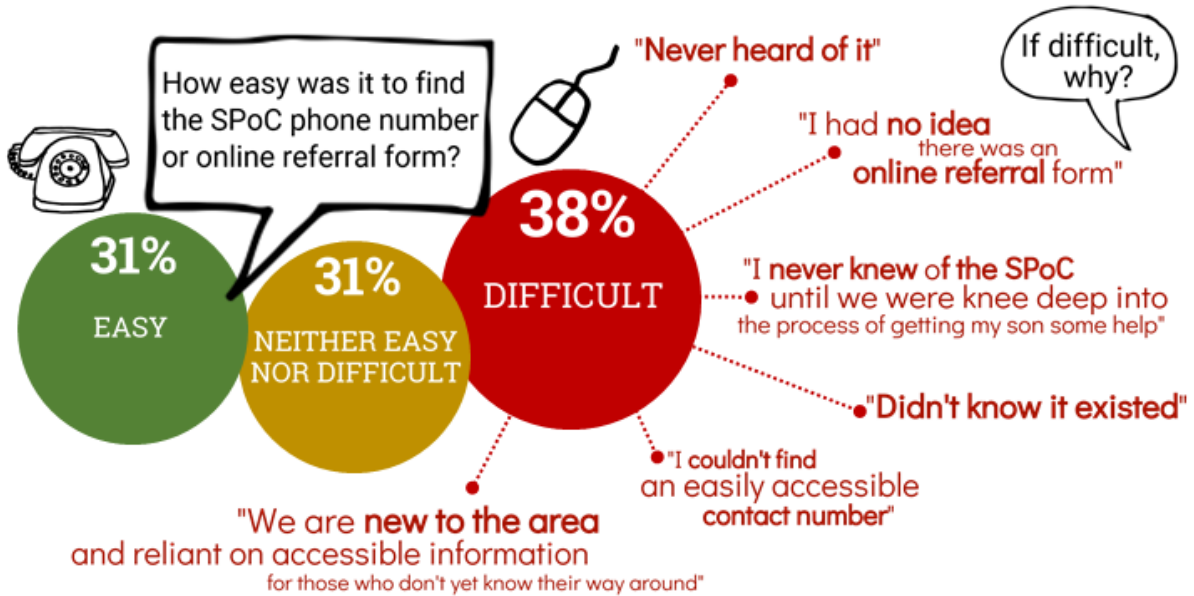 How easy was it to find
the SPoC phone number
or online referral form?
31%
EASY
31%
NEITHER EASY
NOR DIFFICULT
38%
DIFFICULT
If difficult,
why?
"Never heard of it"
"I had no idea
there was an
online referral form"
"I never knew of the SPoC
until we were knee deep into
the process of getting my son some help"
"Didn't know it existed"
"I couldn't find
an easily accessible
contact number"
"We are new to the area
and reliant on accessible information
for those who don't yet know their way around"